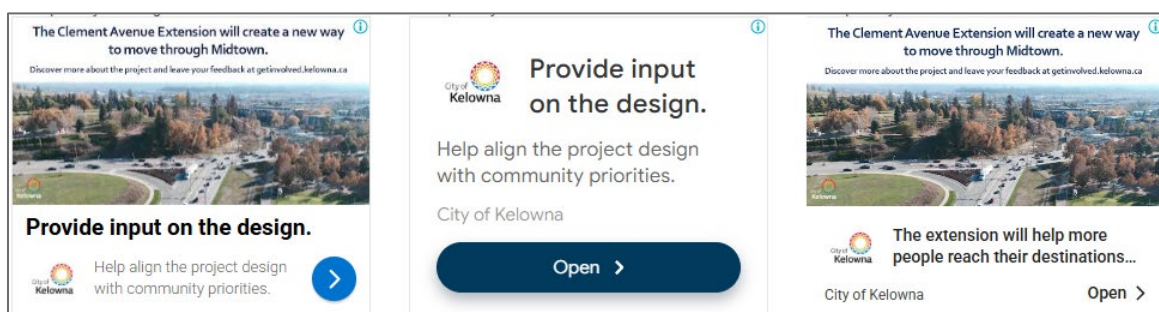 The Clement Avenue Extension will create a new way
to move through Midtown.
Discover more about the project and leave your feedback at getinvolved.kelowna.ca
City of
Kelowna
Provide input on the design.
City of
Kelowna
Help align the project design
with community priorities.
City of
Kelowna
Provide input
on the design.
Help align the project design
with community priorities.
City of Kelowna
Open >
The Clement Avenue Extension will create a new way
to move through Midtown.
Discover more about the project and leave your feedback at getinvolved.kelowna.ca
City of
Kelowna
City of
Kelowna
The extension will help more
people reach their destinations...
City of Kelowna
Open >